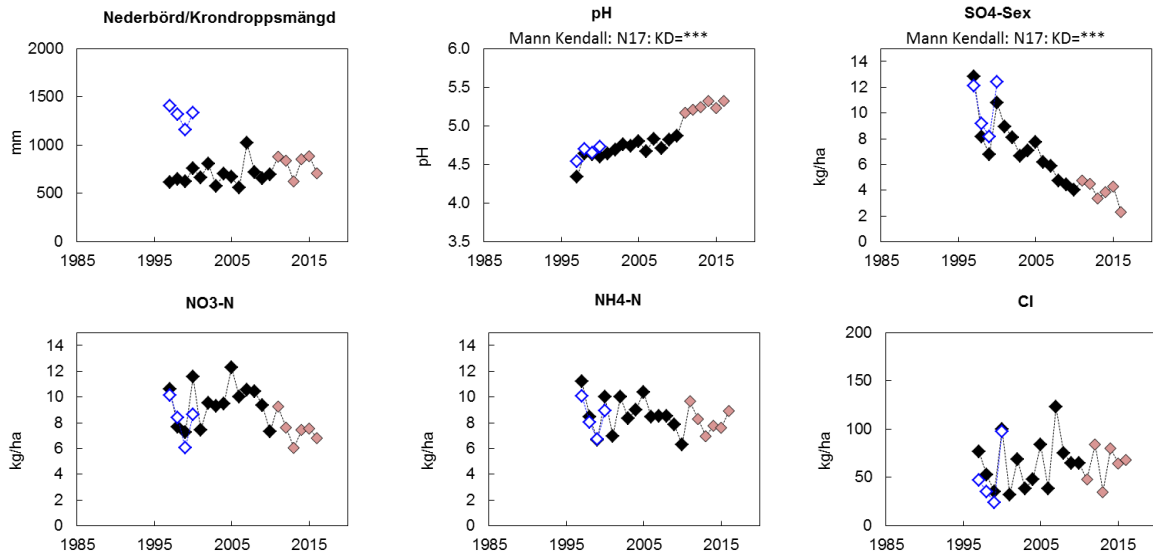 Nederbörd/Krondroppsmängd
2000
1500
1000
500
0
mm
1985 1995 2005 2015
pH
Mann Kendall: N17: KD=***
6.0
5.5
5.0
4.5
4.0
3.5
pH
1985 1995 2005 2015
SO4-Sex
Mann Kendall: N17: KD=***
14
12
10
8
6
4
2
0
kg/ha
1985 1995 2005 2015
NO3-N
14
12
10
8
6
4
2
0
kg/ha
1985 1995 2005 2015
NH4-N
14
12
10
8
6
4
2
0
kg/ha
1985 1995 2005 2015
Cl
200
150
100
50
0
kg/ha
1985 1995 2005 2015